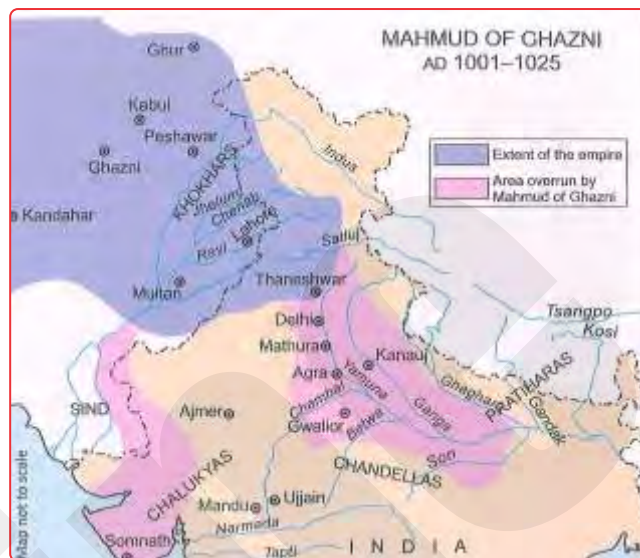 MAHMUD OF GHAZNI
AD 1001–1025
Extent of the empire
Area overrun by
Mahmud of Ghazni
Ghur
Kabul
Peshawar
Ghazni
Kandahar
KHOKHARS
Indus
Jhelum
Chenab
Lahore
Ravi
Satluj
Multan
Thaneshwar
Delhi
Mathura
Agra
Kanauj
Tsangpo
Kosi
Yamuna
Ghaghara
PRATIHARAS
Gandak
SIND
Ajmer
Chambal
Gwalior
Betwa
Ganga
Son
CHANDELLAS
CHALUKYAS
Mandu
Ujjain
Narmada
Somnath
Tapti
INDIA
Map not to scale